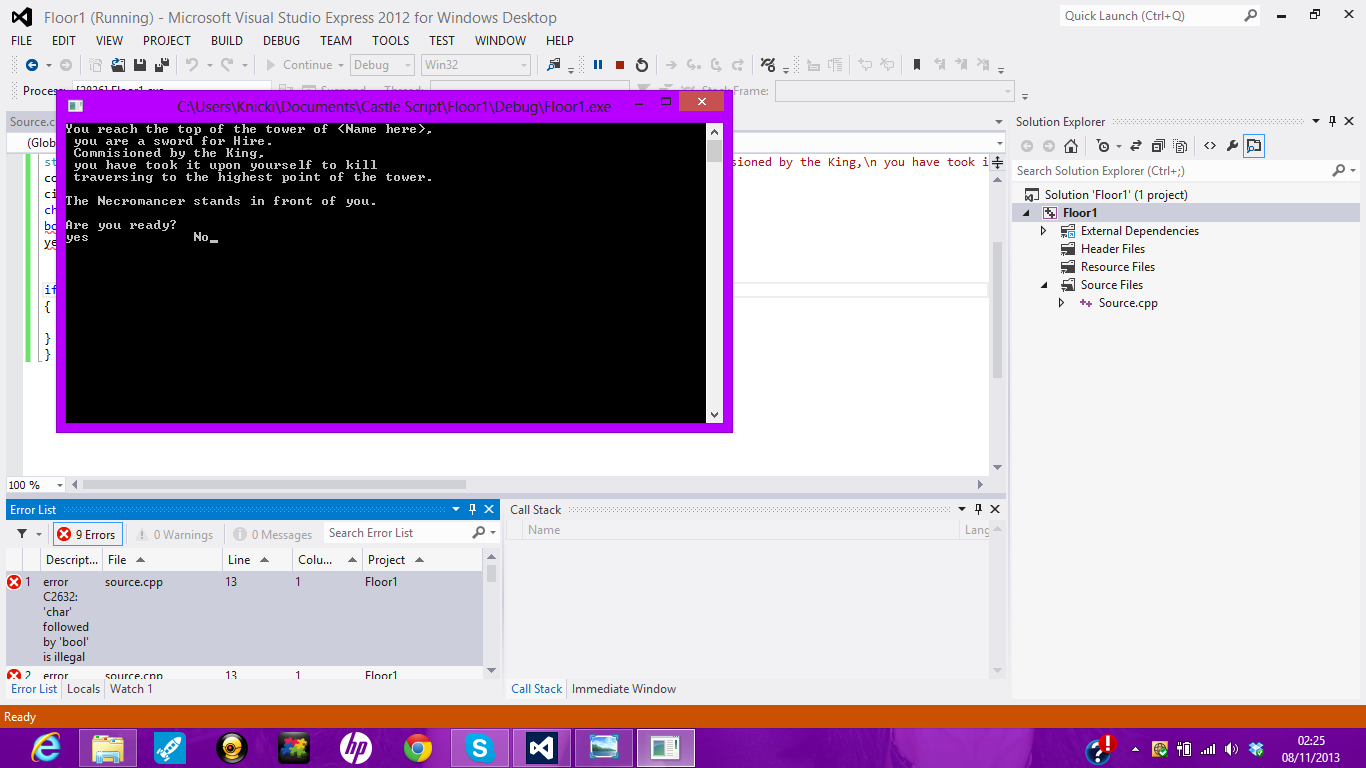 Floor1 (Running) - Microsoft Visual Studio Express 2012 for Windows Desktop
Quick Launch (Ctrl+Q)
FILE EDIT VIEW PROJECT BUILD DEBUG TEAM TOOLS TEST WINDOW HELP
Continue Debug Win32
Process: Stack Frame:
C:\Users\Knicki\Documents\Castle Script\Floor1\Debug\Floor1.exe
Source.c
(Glob
You reach the top of the tower of <Name here>,
you are a sword for Hire.
Commisioned by the King,
you have took it upon yourself to kill
traversing to the highest point of the tower.
The Necromancer stands in front of you.
Are you ready?
yes No_
st
sioned by the King,\n you have took i
co
ci
ch
bo
ye
if
{
}
}
Solution Explorer
Search Solution Explorer (Ctrl+;)
Solution 'Floor1' (1 project)
Floor1
External Dependencies
Header Files
Resource Files
Source Files
Source.cpp
100 %
Error List
9 Errors 0 Warnings 0 Messages Search Error List
Descript... File Line Colu... Project
1 error C2632: 'char' followed by 'bool' is illegal source.cpp 13 1 Floor1
2 error source.cpp 13 1 Floor1
Error List Locals Watch 1
Call Stack
Name Lang
Call Stack Immediate Window
Ready
02:25
08/11/2013